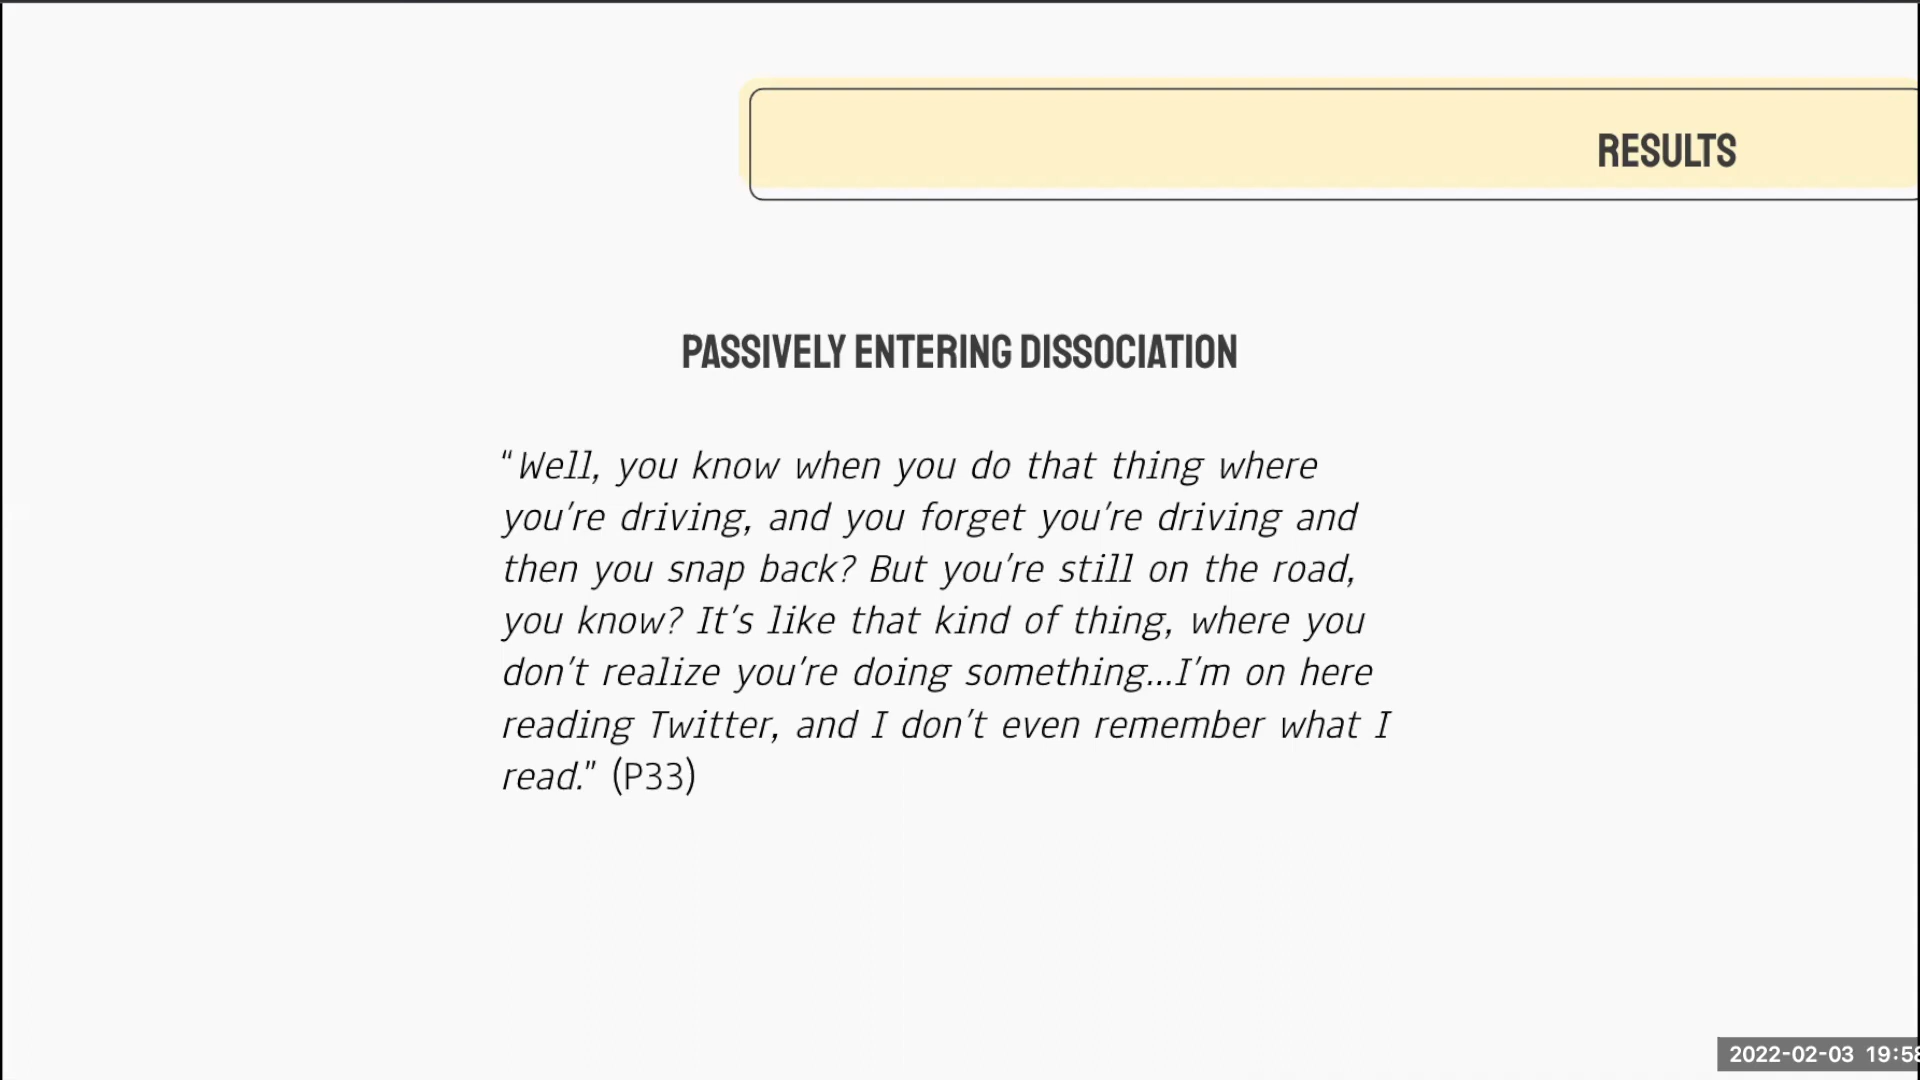 RESULTS
PASSIVELY ENTERING DISSOCIATION
“Well, you know when you do that thing where
you’re driving, and you forget you’re driving and
then you snap back? But you’re still on the road,
you know? It’s like that kind of thing, where you
don’t realize you’re doing something...I’m on here
reading Twitter, and I don’t even remember what I
read.” (P33)
2022-02-03 19:58